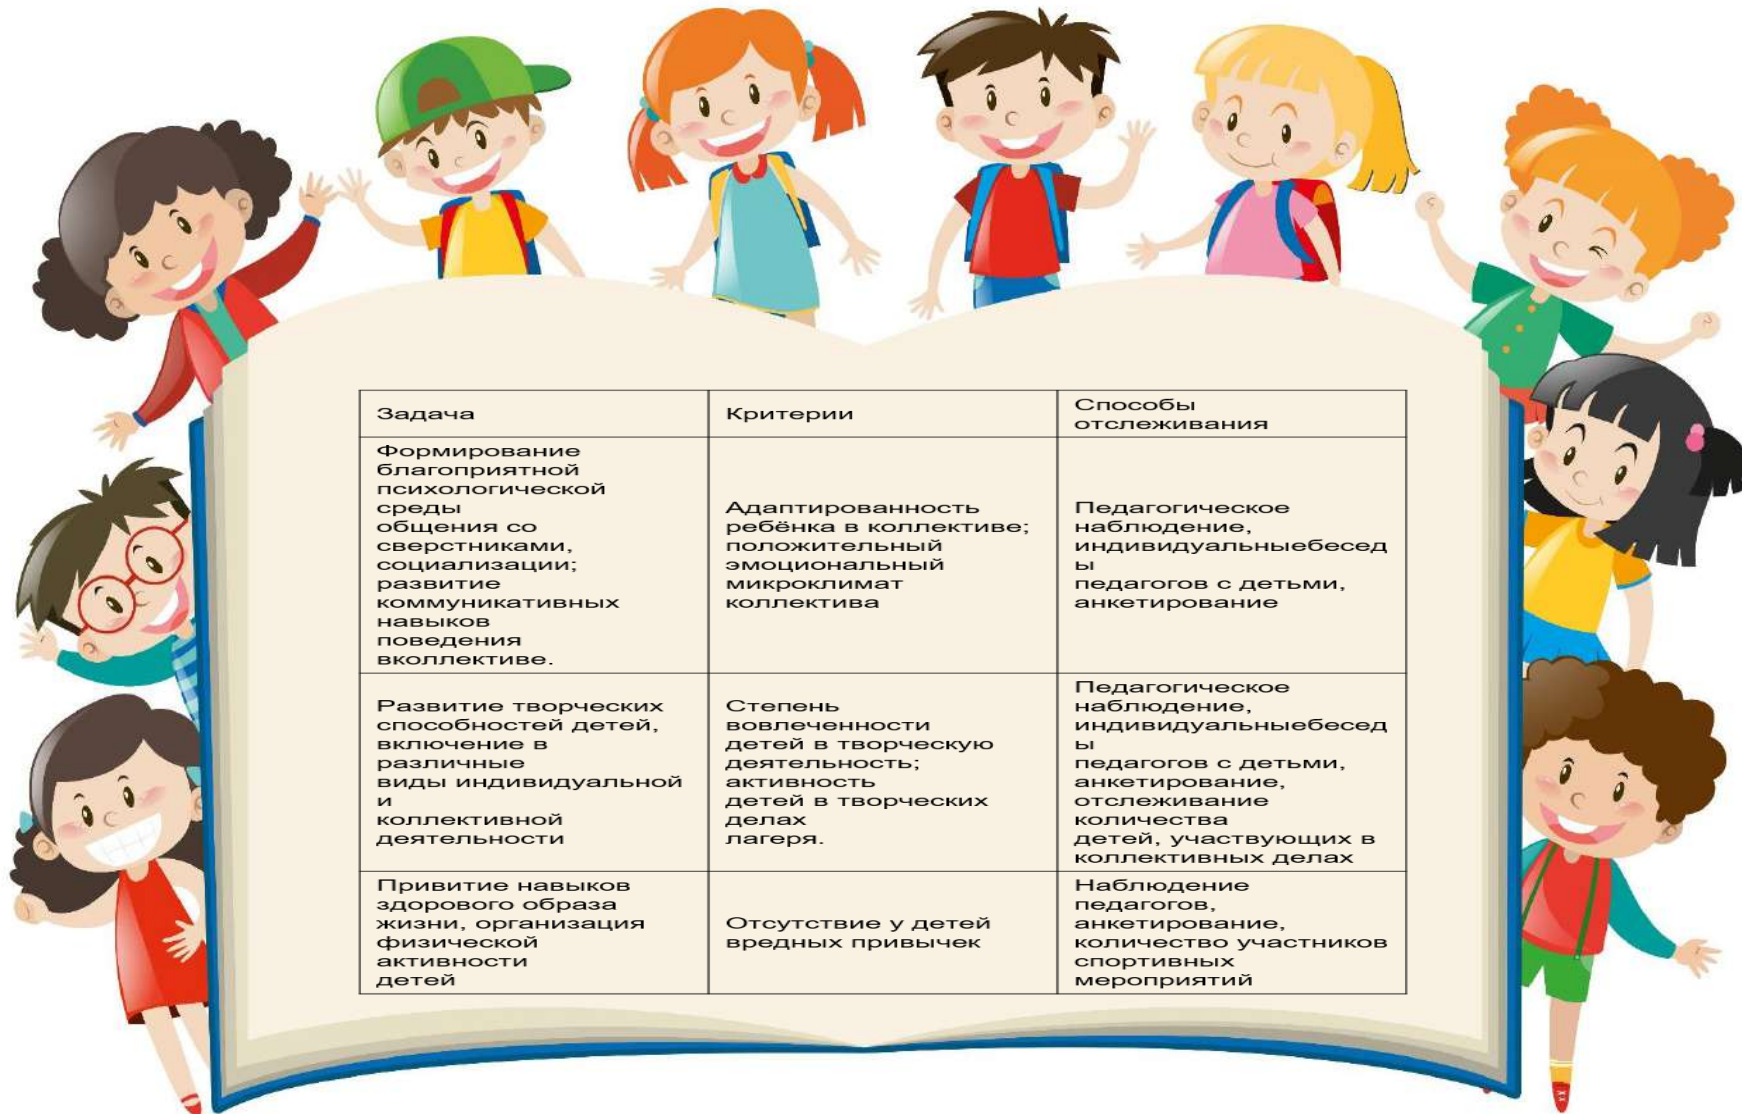 Задача
Критерии
Способы
отслеживания
Формирование
благоприятной
психологической
среды
общения со
сверстниками,
социализации;
развитие
коммуникативных
навыков
поведения
вколлективе.
Адаптированность
ребёнка в коллективе;
положительный
эмоциональный
микроклимат
коллектива
Педагогическое
наблюдение,
индивидуальныебесед
ы
педагогов с детьми,
анкетирование
Развитие творческих
способностей детей,
включение в
различные
виды индивидуальной
и
коллективной
деятельности
Степень
вовлеченности
детей в творческую
деятельность;
активность
детей в творческих
делах
лагеря.
Педагогическое
наблюдение,
индивидуальныебесед
ы
педагогов с детьми,
анкетирование,
отслеживание
количества
детей, участвующих в
коллективных делах
Привитие навыков
здорового образа
жизни, организация
физической
активности
детей
Отсутствие у детей
вредных привычек
Наблюдение
педагогов,
анкетирование,
количество участников
спортивных
мероприятий